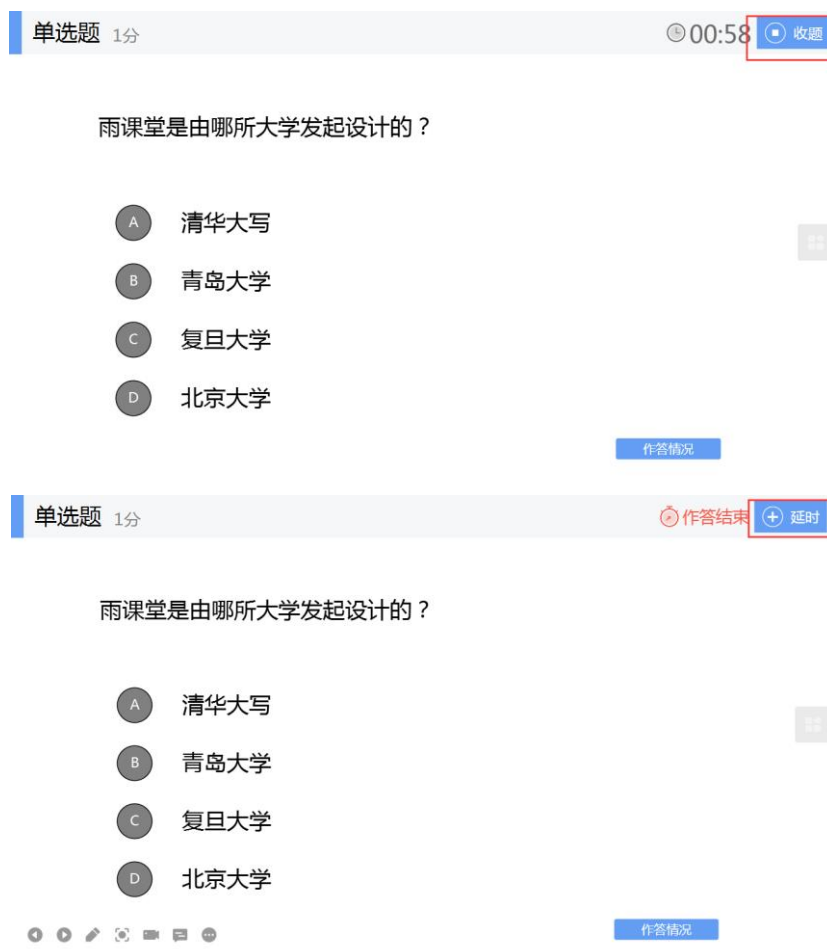 单选题 1分 00:58 收题
雨课堂是由哪所大学发起设计的？
A 清华大写
B 青岛大学
C 复旦大学
D 北京大学
作答情况
单选题 1分 作答结束 延时
雨课堂是由哪所大学发起设计的？
A 清华大写
B 青岛大学
C 复旦大学
D 北京大学
作答情况